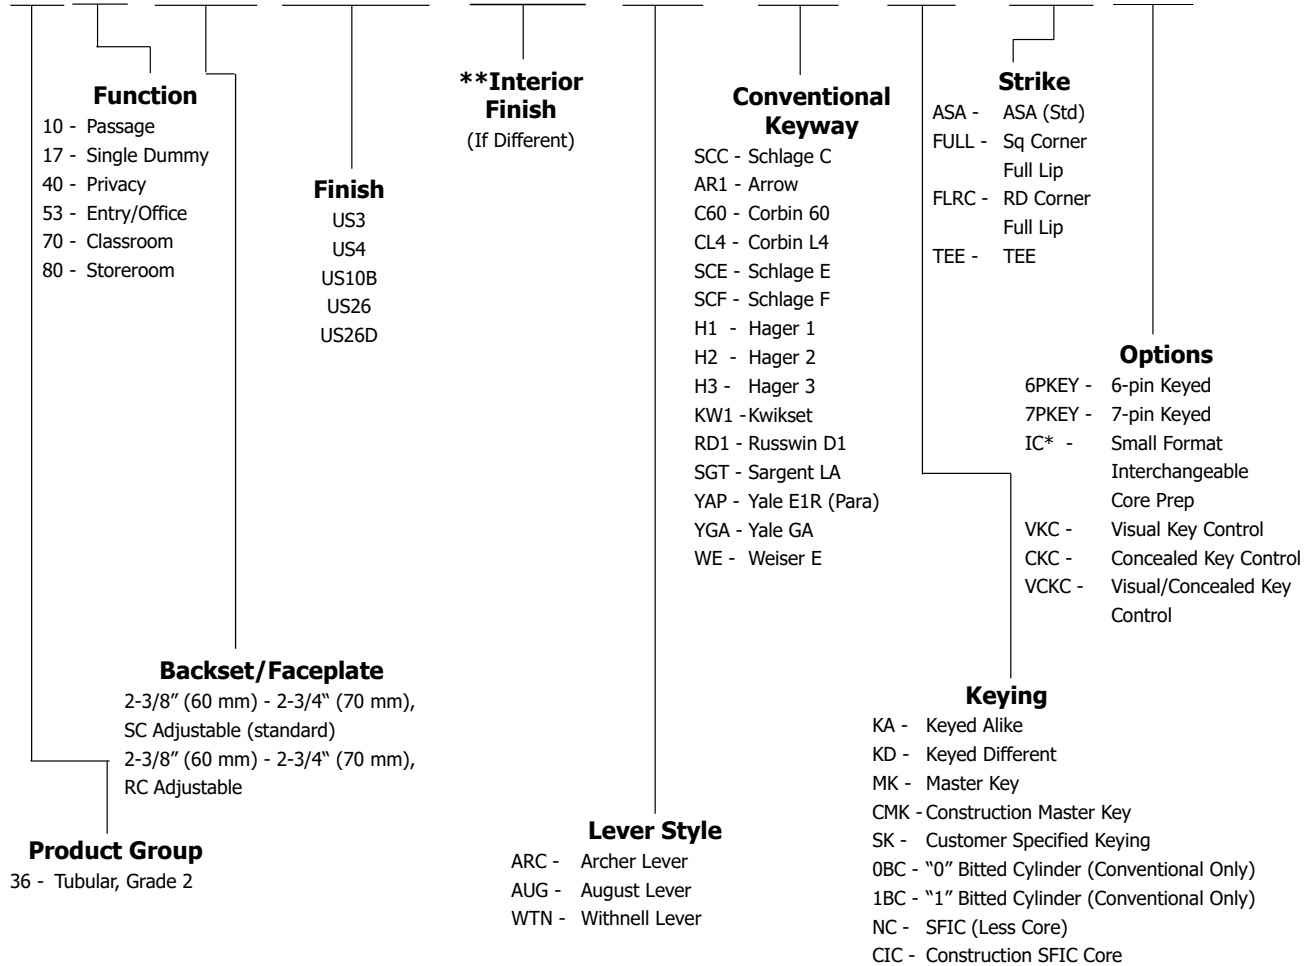 Function
10 - Passage
17 - Single Dummy
40 - Privacy
53 - Entry/Office
70 - Classroom
80 - Storeroom
Finish
US3
US4
US10B
US26
US26D
**Interior
Finish
(If Different)
Conventional
Keyway
SCC - Schlage C
AR1 - Arrow
C60 - Corbin 60
CL4 - Corbin L4
SCE - Schlage E
SCF - Schlage F
H1 - Hager 1
H2 - Hager 2
H3 - Hager 3
KW1 -Kwikset
RD1 - Russwin D1
SGT - Sargent LA
YAP - Yale E1R (Para)
YGA - Yale GA
WE - Weiser E
Strike
ASA - ASA (Std)
FULL - Sq Corner
Full Lip
FLRC - RD Corner
Full Lip
TEE - TEE
Options
6PKEY - 6-pin Keyed
7PKEY - 7-pin Keyed
IC* - Small Format
Interchangeable
Core Prep
VKC - Visual Key Control
CKC - Concealed Key Control
VCKC - Visual/Concealed Key
Control
Backset/Faceplate
2-3/8” (60 mm) - 2-3/4“ (70 mm),
SC Adjustable (standard)
2-3/8” (60 mm) - 2-3/4“ (70 mm),
RC Adjustable
Product Group
36 - Tubular, Grade 2
Lever Style
ARC - Archer Lever
AUG - August Lever
WTN - Withnell Lever
Keying
KA - Keyed Alike
KD - Keyed Different
MK - Master Key
CMK - Construction Master Key
SK - Customer Specified Keying
0BC - “0” Bitted Cylinder (Conventional Only)
1BC - “1” Bitted Cylinder (Conventional Only)
NC - SFIC (Less Core)
CIC - Construction SFIC Core